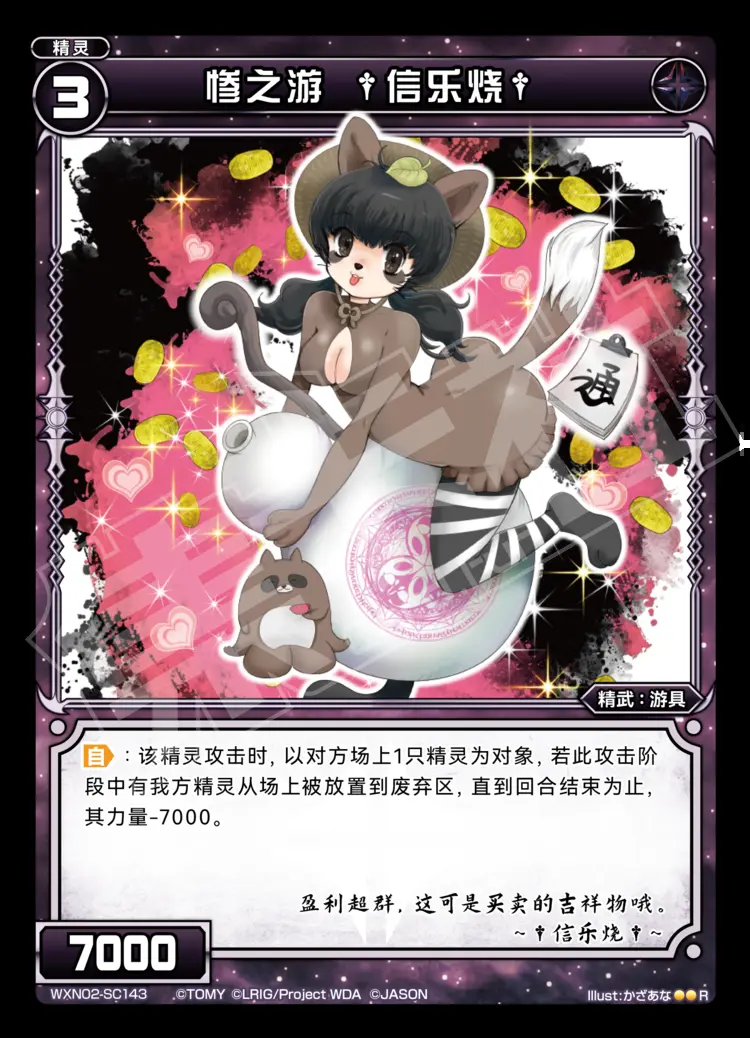 精灵
3
惨之游 †信乐烧†
通
精武：游具
自：该精灵攻击时，以对方场上1只精灵为对象，若此攻击阶
段中有我方精灵从场上被放置到废弃区，直到回合结束为止，
其力量-7000。
盈利超群，这可是买卖的吉祥物哦。
～†信乐烧†～
7000
WXN02-SC143 ©TOMY ©LRIG/Project WDA ©JASON
Illust:かざあな R